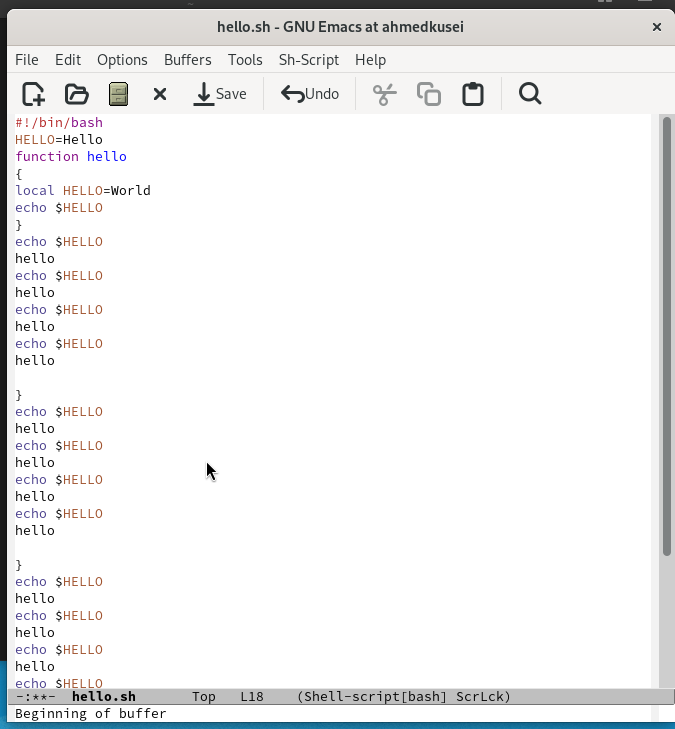 hello.sh - GNU Emacs at ahmedkusei
File Edit Options Buffers Tools Sh-Script Help
Save Undo
#!/bin/bash
HELLO=Hello
function hello
{
local HELLO=World
echo $HELLO
}
echo $HELLO
hello
echo $HELLO
hello
echo $HELLO
hello
echo $HELLO
hello
}
echo $HELLO
hello
echo $HELLO
hello
echo $HELLO
hello
echo $HELLO
hello
}
echo $HELLO
hello
echo $HELLO
hello
echo $HELLO
hello
echo $HELLO
-:**- hello.sh Top L18 (Shell-script[bash] ScrLck)
Beginning of buffer